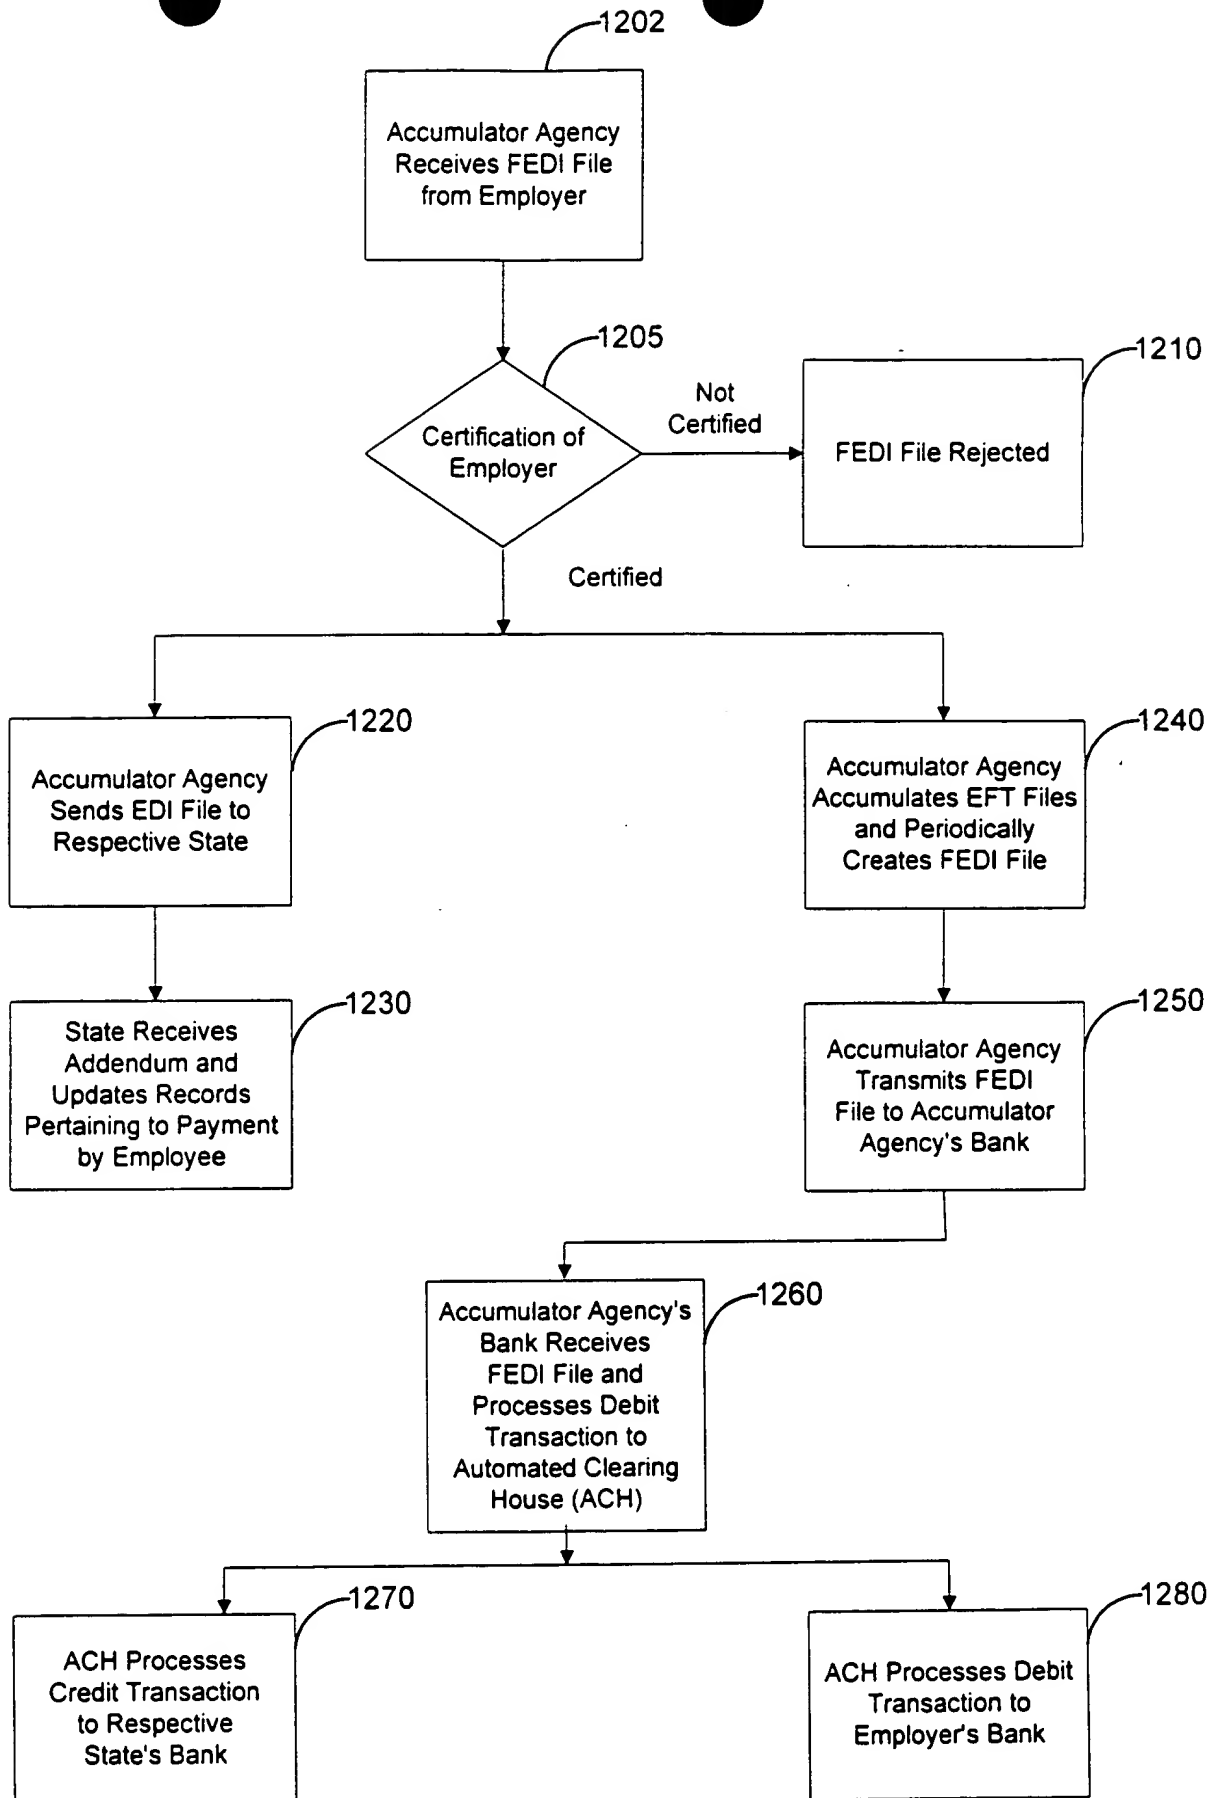 1202
Accumulator Agency
Receives FEDI File
from Employer
1205
Certification of
Employer
Not
Certified
1210
FEDI File Rejected
Certified
1220
Accumulator Agency
Sends EDI File to
Respective State
1240
Accumulator Agency
Accumulates EFT Files
and Periodically
Creates FEDI File
1230
State Receives
Addendum and
Updates Records
Pertaining to Payment
by Employee
1250
Accumulator Agency
Transmits FEDI
File to Accumulator
Agency's Bank
1260
Accumulator Agency's
Bank Receives
FEDI File and
Processes Debit
Transaction to
Automated Clearing
House (ACH)
1270
ACH Processes
Credit Transaction
to Respective
State's Bank
1280
ACH Processes Debit
Transaction to
Employer's Bank